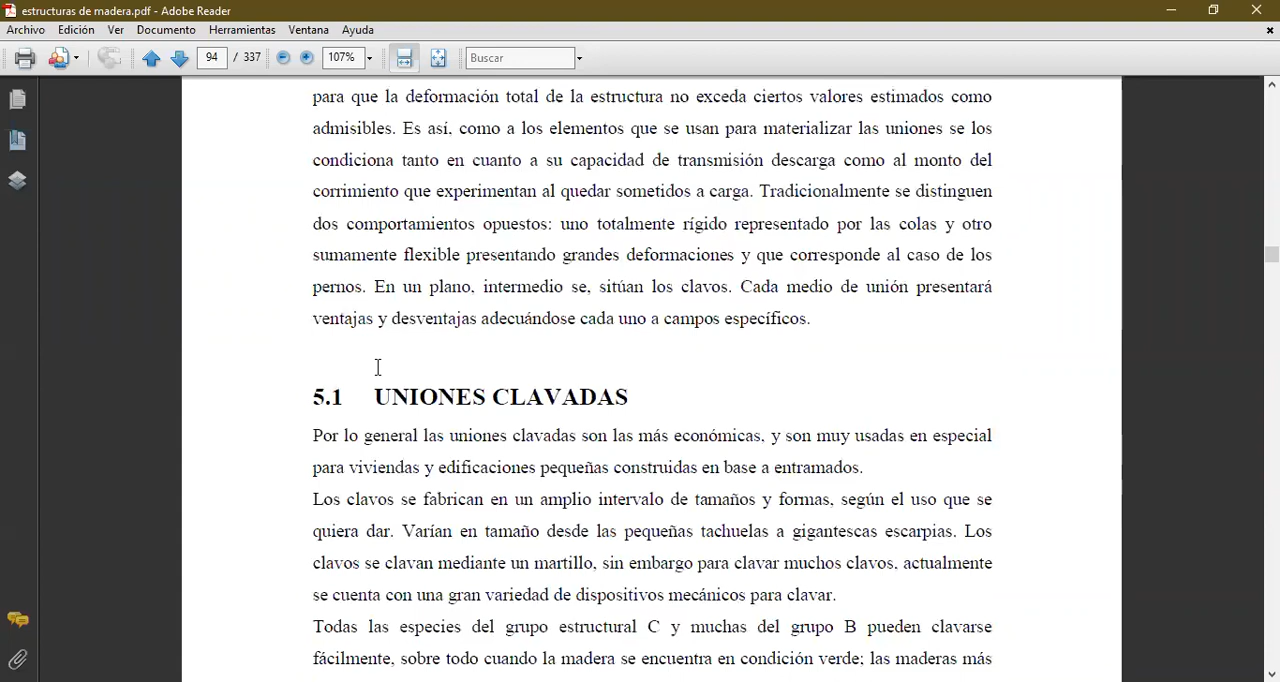 estructuras de madera.pdf - Adobe Reader
Archivo Edición Ver Documento Herramientas Ventana Ayuda
94 / 337 107% Buscar
para que la deformación total de la estructura no exceda ciertos valores estimados como
admisibles. Es así, como a los elementos que se usan para materializar las uniones se los
condiciona tanto en cuanto a su capacidad de transmisión descarga como al monto del
corrimiento que experimentan al quedar sometidos a carga. Tradicionalmente se distinguen
dos comportamientos opuestos: uno totalmente rígido representado por las colas y otro
sumamente flexible presentando grandes deformaciones y que corresponde al caso de los
pernos. En un plano, intermedio se, sitúan los clavos. Cada medio de unión presentará
ventajas y desventajas adecuándose cada uno a campos específicos.
5.1 UNIONES CLAVADAS
Por lo general las uniones clavadas son las más económicas, y son muy usadas en especial
para viviendas y edificaciones pequeñas construidas en base a entramados.
Los clavos se fabrican en un amplio intervalo de tamaños y formas, según el uso que se
quiera dar. Varían en tamaño desde las pequeñas tachuelas a gigantescas escarpias. Los
clavos se clavan mediante un martillo, sin embargo para clavar muchos clavos, actualmente
se cuenta con una gran variedad de dispositivos mecánicos para clavar.
Todas las especies del grupo estructural C y muchas del grupo B pueden clavarse
fácilmente, sobre todo cuando la madera se encuentra en condición verde; las maderas más